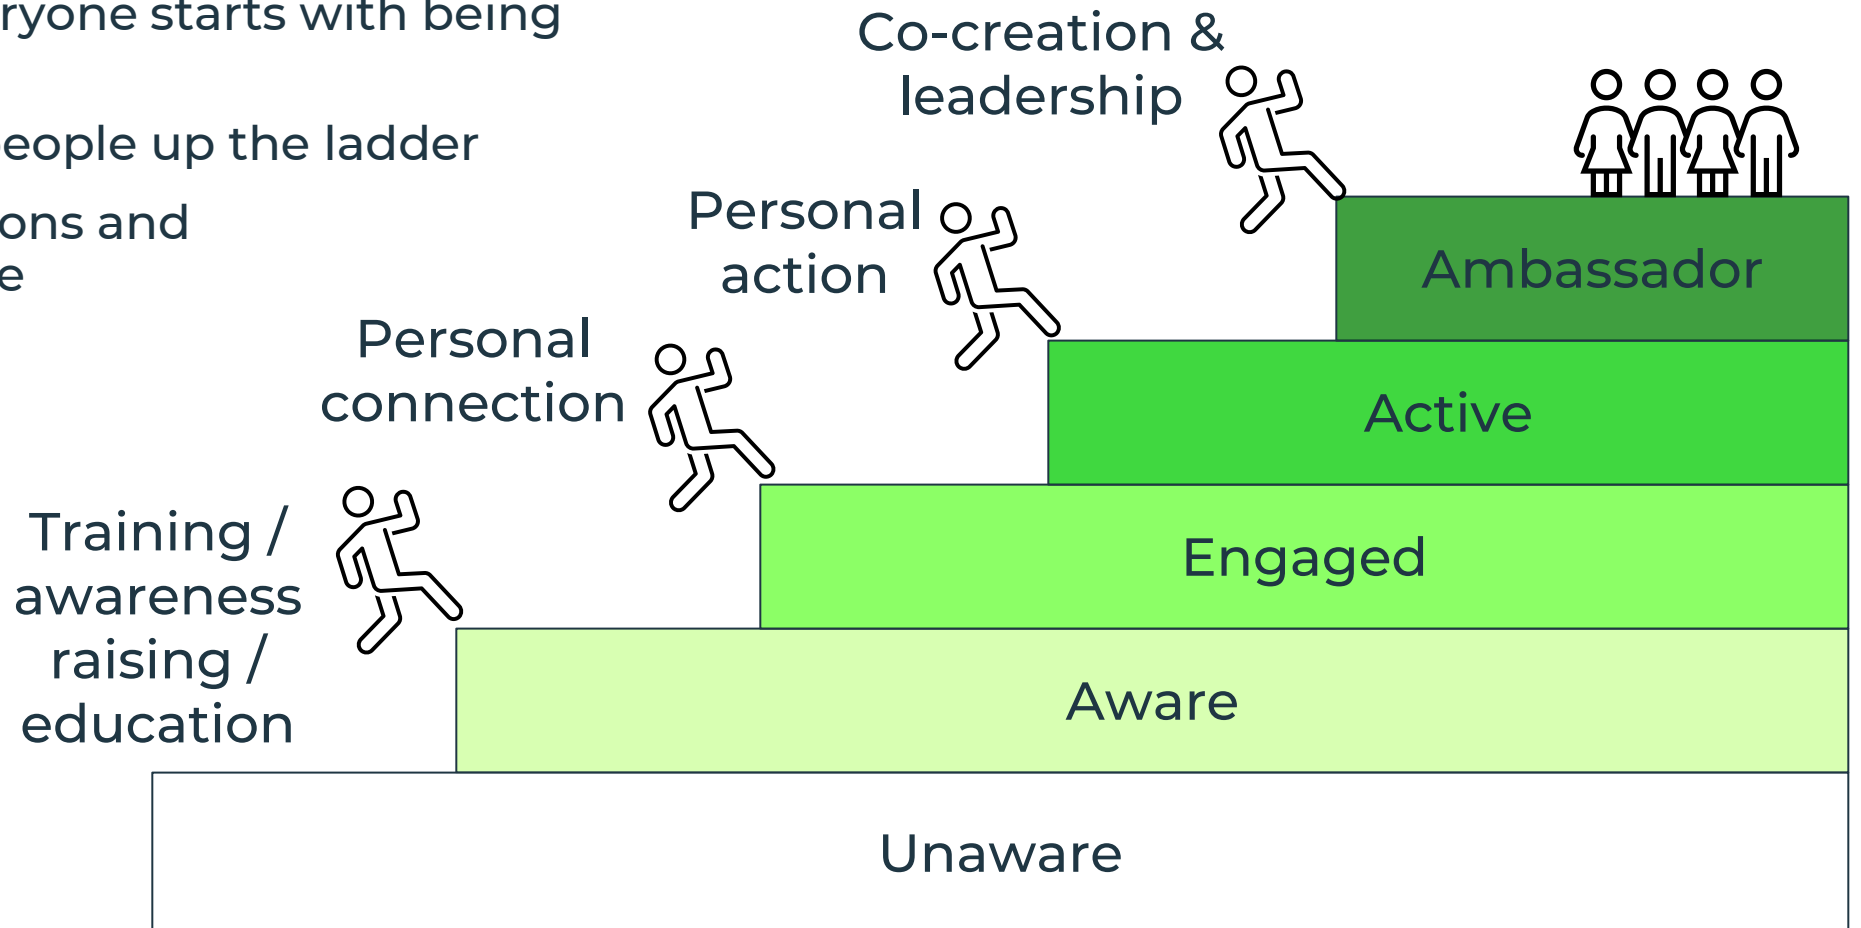 ryone starts with being
people up the ladder
ons and
e
Co-creation &
leadership
Personal
action
Personal
connection
Training /
awareness
raising /
education
Ambassador
Active
Engaged
Aware
Unaware